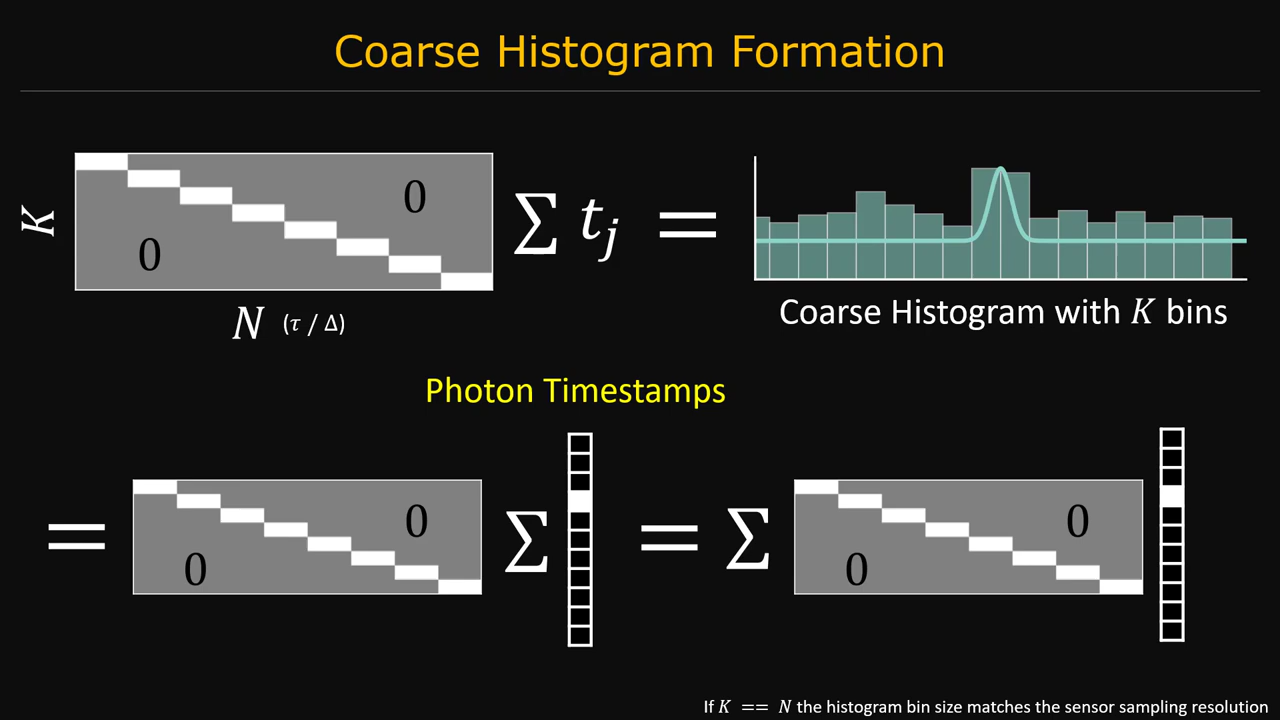 Coarse Histogram Formation
K
0
0
∑ t_j =
N (τ / Δ)
Coarse Histogram with K bins
Photon Timestamps
=
0
0
∑
= ∑
0
0
If K == N the histogram bin size matches the sensor sampling resolution